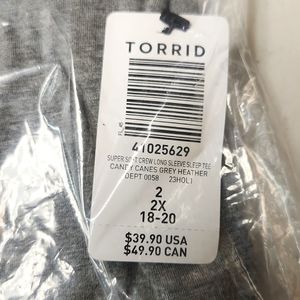 TORRID
41025629
SUPER SOFT CREW LONG SLEEVE SLEEP TEE
CANDY CANES GREY HEATHER
DEPT 0058 23HOL1
2
2X
18-20
$39.90 USA
$49.90 CAN